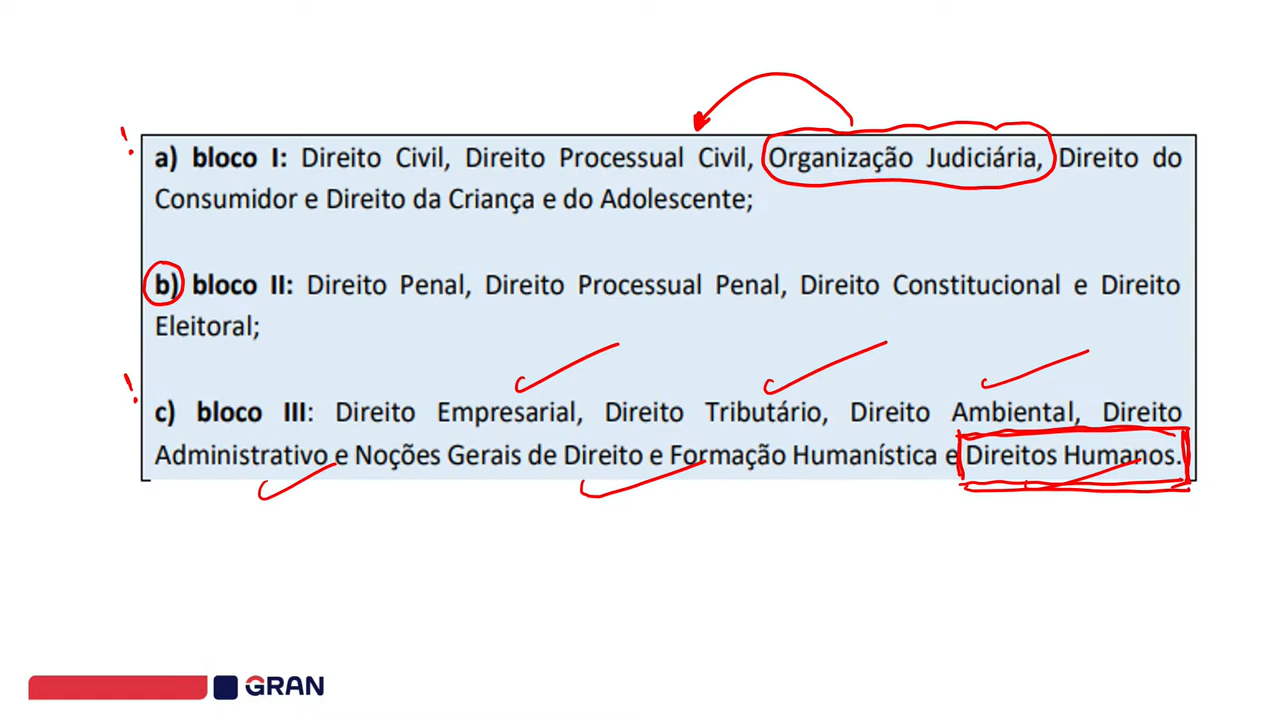 a) bloco I: Direito Civil, Direito Processual Civil, Organização Judiciária, Direito do
Consumidor e Direito da Criança e do Adolescente;
b) bloco II: Direito Penal, Direito Processual Penal, Direito Constitucional e Direito
Eleitoral;
c) bloco III: Direito Empresarial, Direito Tributário, Direito Ambiental, Direito
Administrativo e Noções Gerais de Direito e Formação Humanística e Direitos Humanos.
GRAN